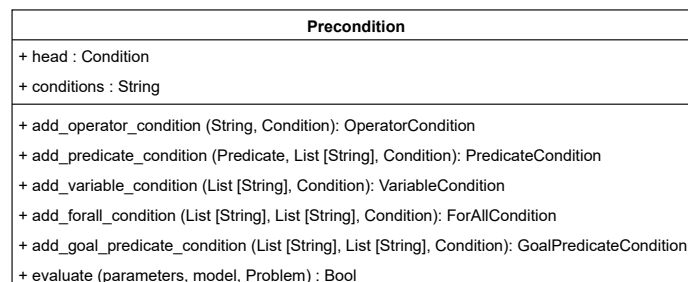 Precondition
+ head : Condition
+ conditions : String
+ add_operator_condition (String, Condition): OperatorCondition
+ add_predicate_condition (Predicate, List [String], Condition): PredicateCondition
+ add_variable_condition (List [String], Condition): VariableCondition
+ add_forall_condition (List [String], List [String], Condition): ForAllCondition
+ add_goal_predicate_condition (List [String], List [String], Condition): GoalPredicateCondition
+ evaluate (parameters, model, Problem) : Bool